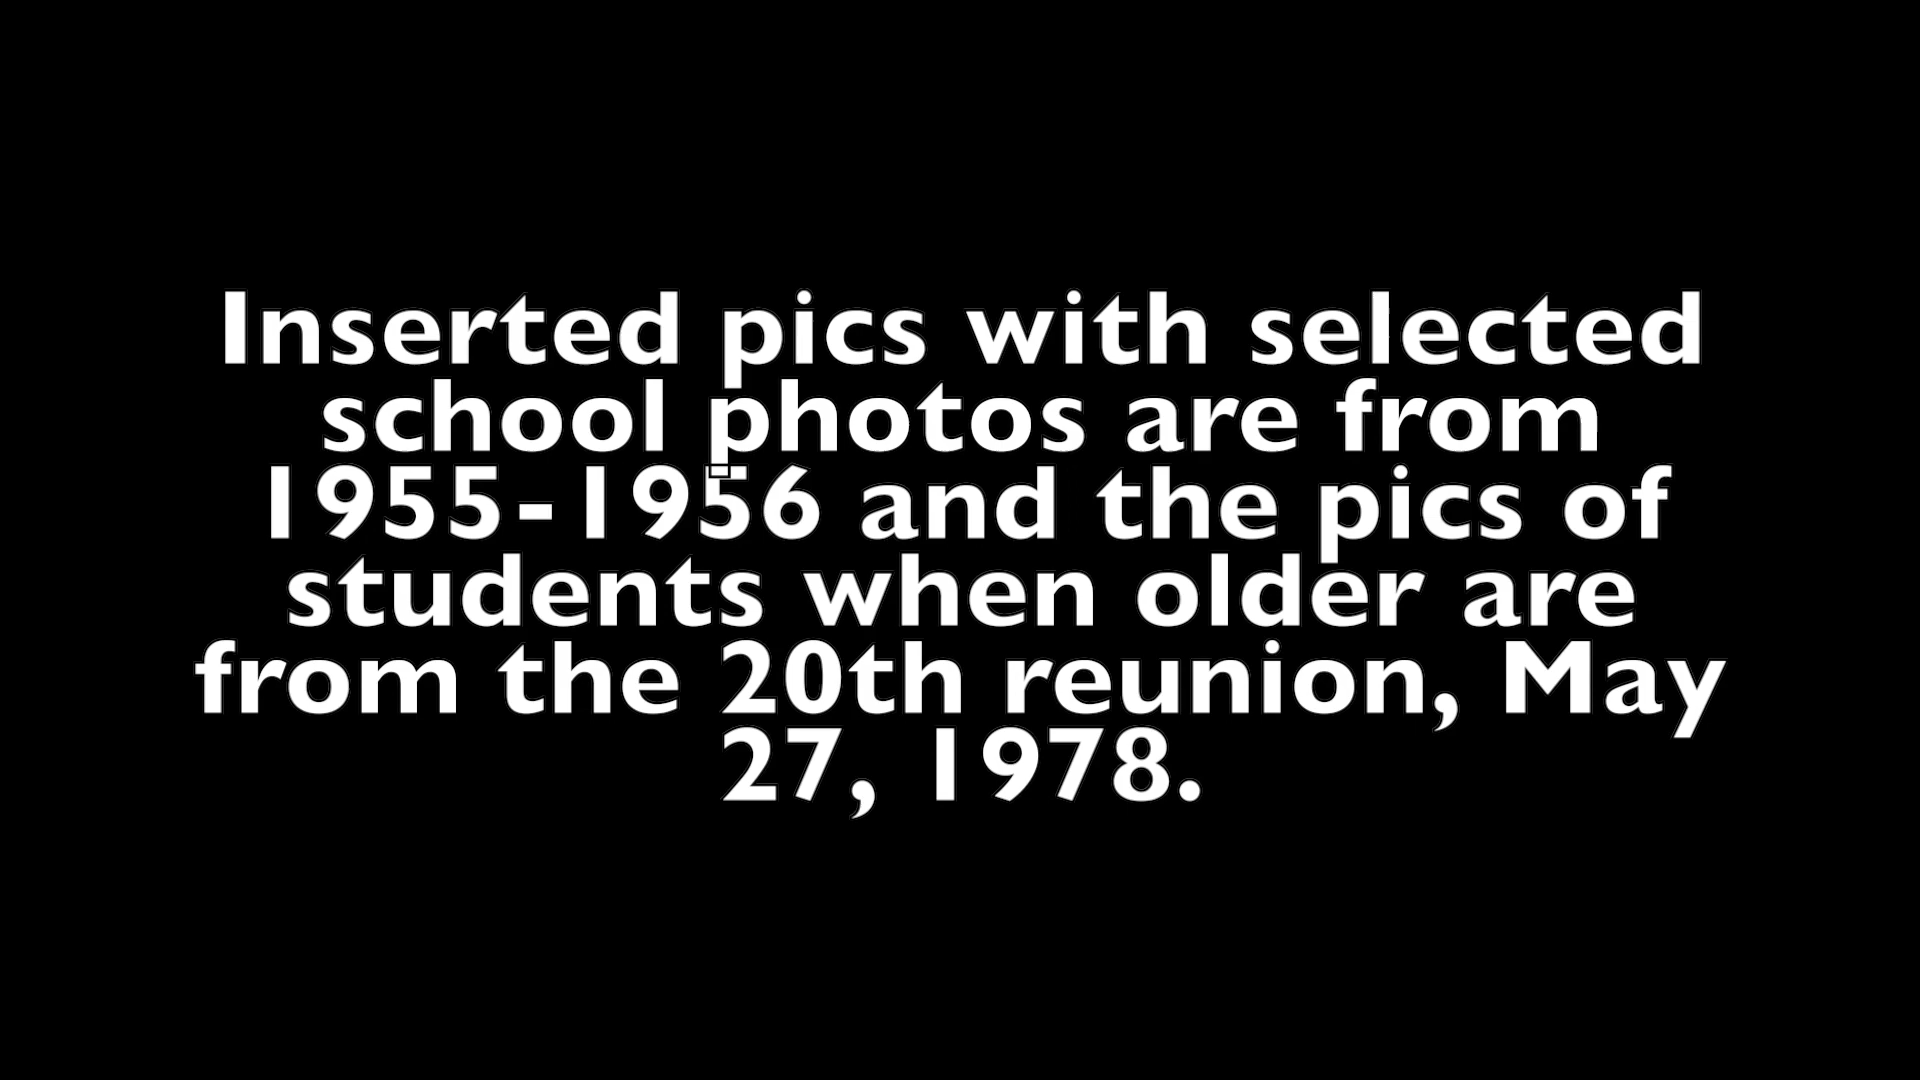 Inserted pics with selected
school photos are from
1955-1956 and the pics of
students when older are
from the 20th reunion, May
27, 1978.